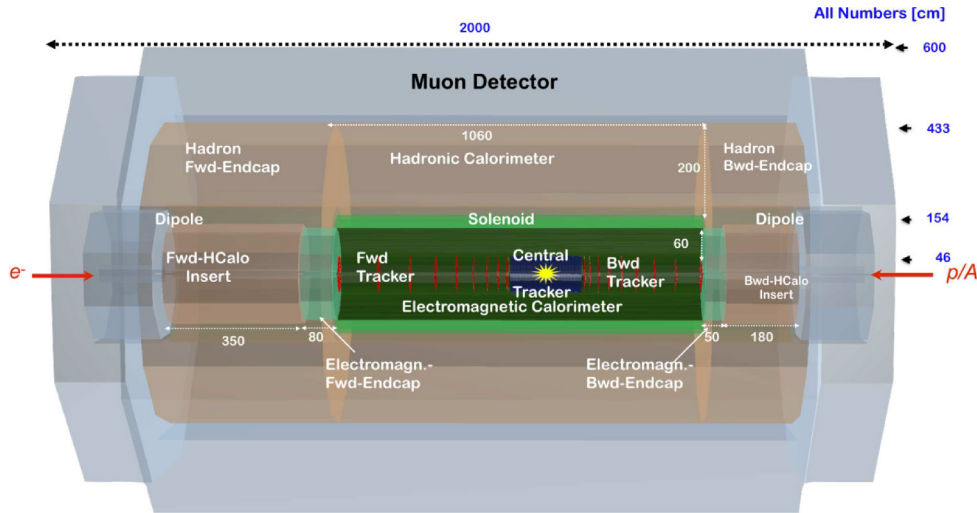 All Numbers [cm]
2000
600
Muon Detector
1060
433
Hadron
Fwd-Endcap
Hadronic Calorimeter
Hadron
Bwd-Endcap
200
Dipole
Solenoid
Dipole
154
60
Fwd-HCalo
Insert
Fwd
Tracker
Central
Tracker
Bwd
Tracker
46
e-
p/A
Bwd-HCalo
Insert
Electromagnetic Calorimeter
350
80
50
180
Electromagn.-
Fwd-Endcap
Electromagn.-
Bwd-Endcap